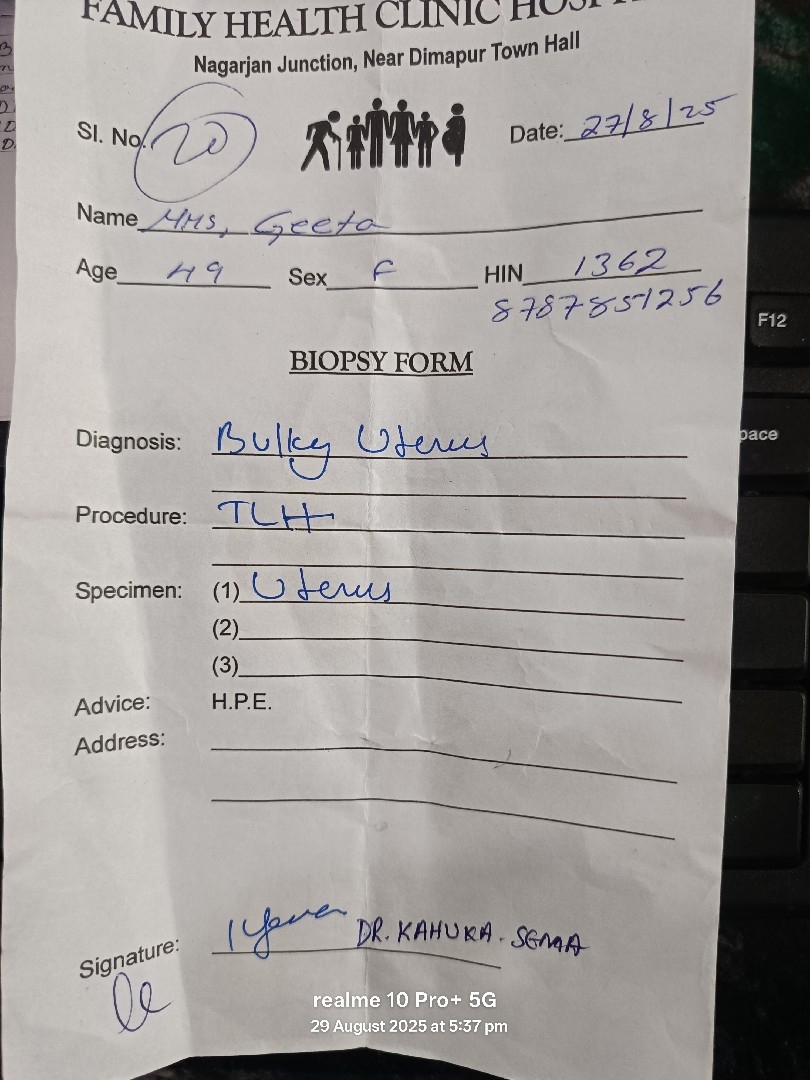 FAMILY HEALTH CLINIC
Nagarjan Junction, Near Dimapur Town Hall
Sl. No. 20
Date: 27/8/25
Name Mrs, Geeta
Age 49 Sex F HIN 1362
8787851256
BIOPSY FORM
Diagnosis: Bulky Uterus
Procedure: TLH
Specimen: (1) Uterus
(2)
(3)
Advice: H.P.E.
Address:
Signature: DR. KAHUKA. SEMA
realme 10 Pro+ 5G
29 August 2025 at 5:37 pm
F12
pace